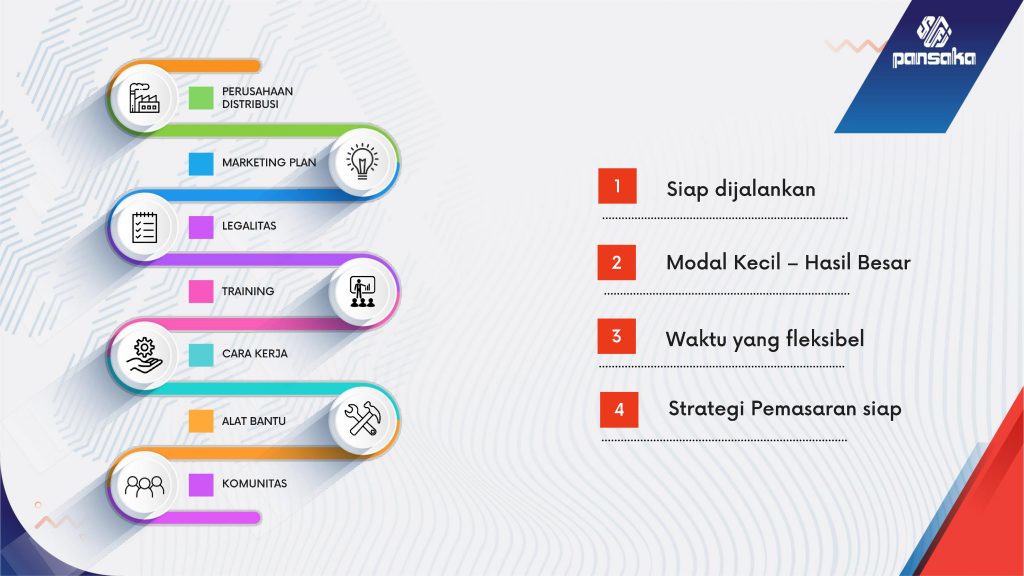 pansaka
PERUSAHAAN
DISTRIBUSI
MARKETING PLAN
LEGALITAS
TRAINING
CARA KERJA
ALAT BANTU
KOMUNITAS
1 Siap dijalankan
2 Modal Kecil – Hasil Besar
3 Waktu yang fleksibel
4 Strategi Pemasaran siap